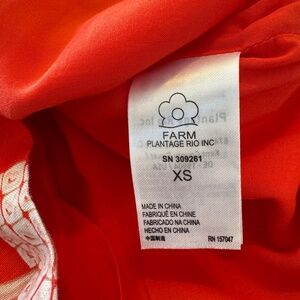 FARM
PLANTAGE RIO INC
SN 309261
XS
MADE IN CHINA
FABRIQUÉ EN CHINE
FABRICADO NA CHINA
HECHO EN CHINA
中国制造 RN 157047